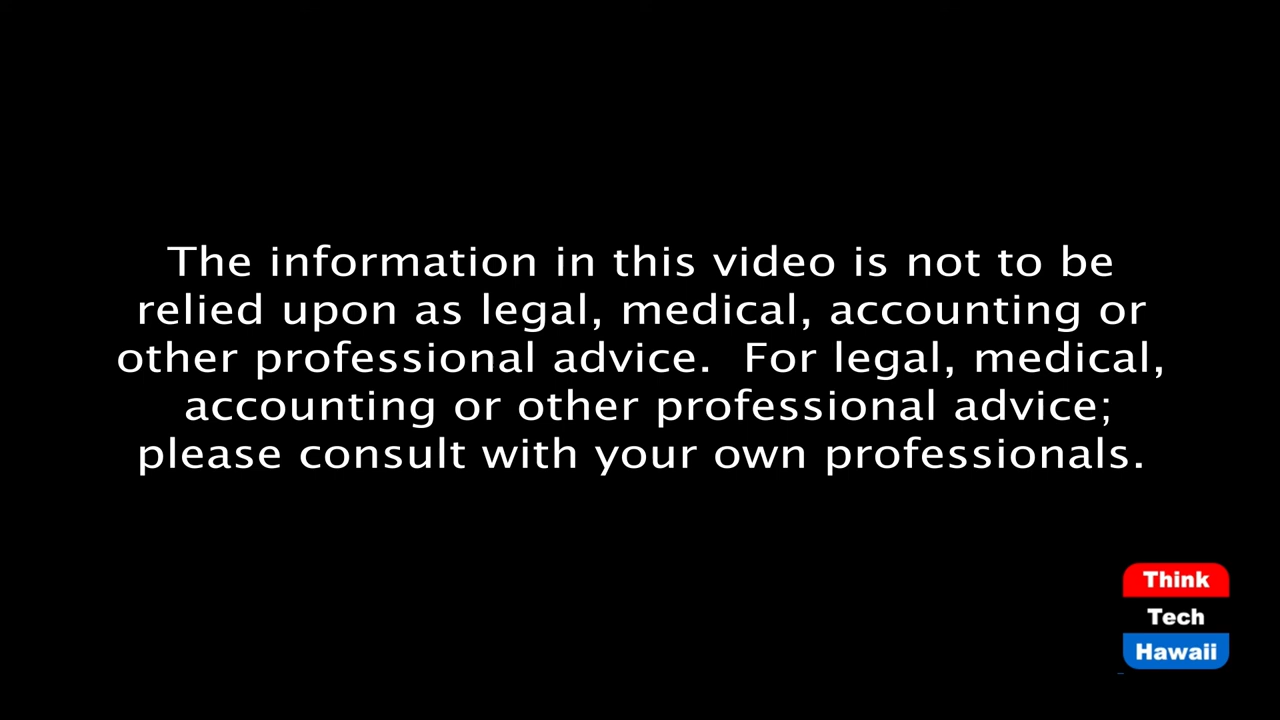 The information in this video is not to be
relied upon as legal, medical, accounting or
other professional advice.  For legal, medical,
accounting or other professional advice;
please consult with your own professionals.
Think
Tech
Hawaii